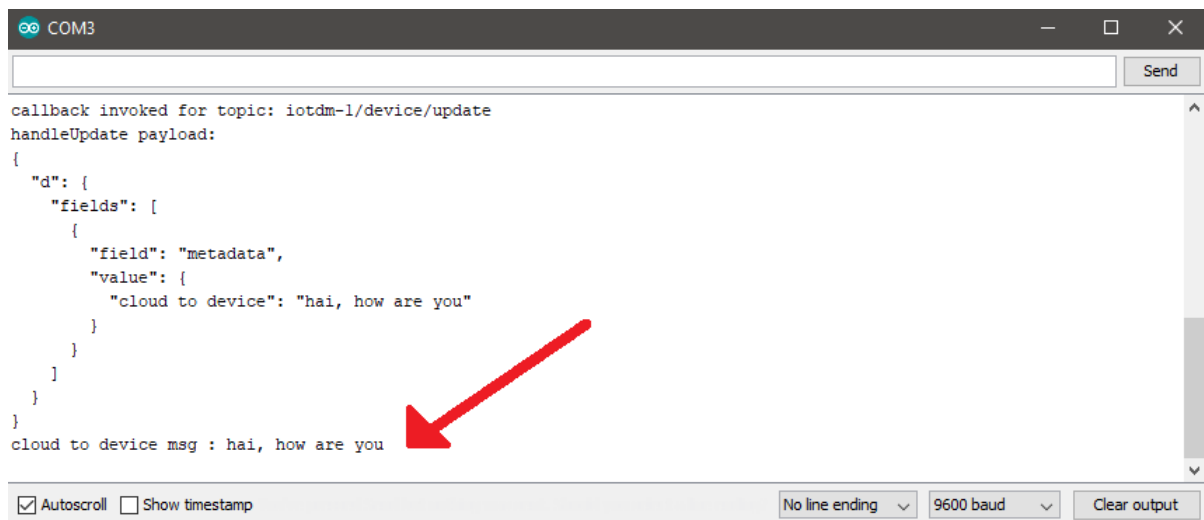 COM3
Send
callback invoked for topic: iotdm-1/device/update
handleUpdate payload:
{
  "d": {
    "fields": [
      {
        "field": "metadata",
        "value": {
          "cloud to device": "hai, how are you"
        }
      }
    ]
  }
}
cloud to device msg : hai, how are you
Autoscroll Show timestamp No line ending 9600 baud Clear output